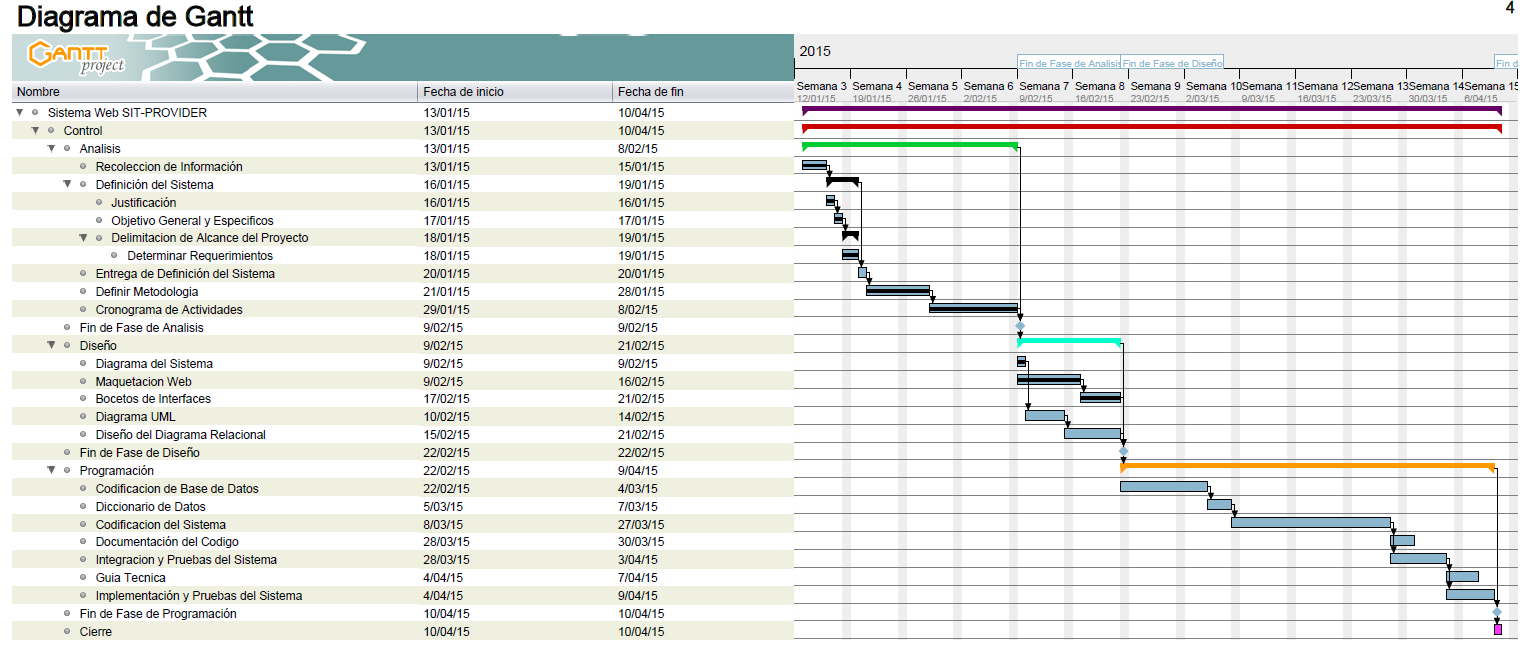 Diagrama de Gantt
4
GANTT
project
2015
Fin de Fase de Analisis Fin de Fase de Diseño Fin d
Nombre Fecha de inicio Fecha de fin
Semana 3 Semana 4 Semana 5 Semana 6 Semana 7 Semana 8 Semana 9 Semana 10 Semana 11 Semana 12 Semana 13 Semana 14 Semana 15
12/01/15 19/01/15 26/01/15 2/02/15 9/02/15 16/02/15 23/02/15 2/03/15 9/03/15 16/03/15 23/03/15 30/03/15 6/04/15
Sistema Web SIT-PROVIDER 13/01/15 10/04/15
Control 13/01/15 10/04/15
Analisis 13/01/15 8/02/15
Recoleccion de Información 13/01/15 15/01/15
Definición del Sistema 16/01/15 19/01/15
Justificación 16/01/15 16/01/15
Objetivo General y Especificos 17/01/15 17/01/15
Delimitacion de Alcance del Proyecto 18/01/15 19/01/15
Determinar Requerimientos 18/01/15 19/01/15
Entrega de Definición del Sistema 20/01/15 20/01/15
Definir Metodologia 21/01/15 28/01/15
Cronograma de Actividades 29/01/15 8/02/15
Fin de Fase de Analisis 9/02/15 9/02/15
Diseño 9/02/15 21/02/15
Diagrama del Sistema 9/02/15 9/02/15
Maquetacion Web 9/02/15 16/02/15
Bocetos de Interfaces 17/02/15 21/02/15
Diagrama UML 10/02/15 14/02/15
Diseño del Diagrama Relacional 15/02/15 21/02/15
Fin de Fase de Diseño 22/02/15 22/02/15
Programación 22/02/15 9/04/15
Codificacion de Base de Datos 22/02/15 4/03/15
Diccionario de Datos 5/03/15 7/03/15
Codificacion del Sistema 8/03/15 27/03/15
Documentación del Codigo 28/03/15 30/03/15
Integracion y Pruebas del Sistema 28/03/15 3/04/15
Guia Tecnica 4/04/15 7/04/15
Implementación y Pruebas del Sistema 4/04/15 9/04/15
Fin de Fase de Programación 10/04/15 10/04/15
Cierre 10/04/15 10/04/15